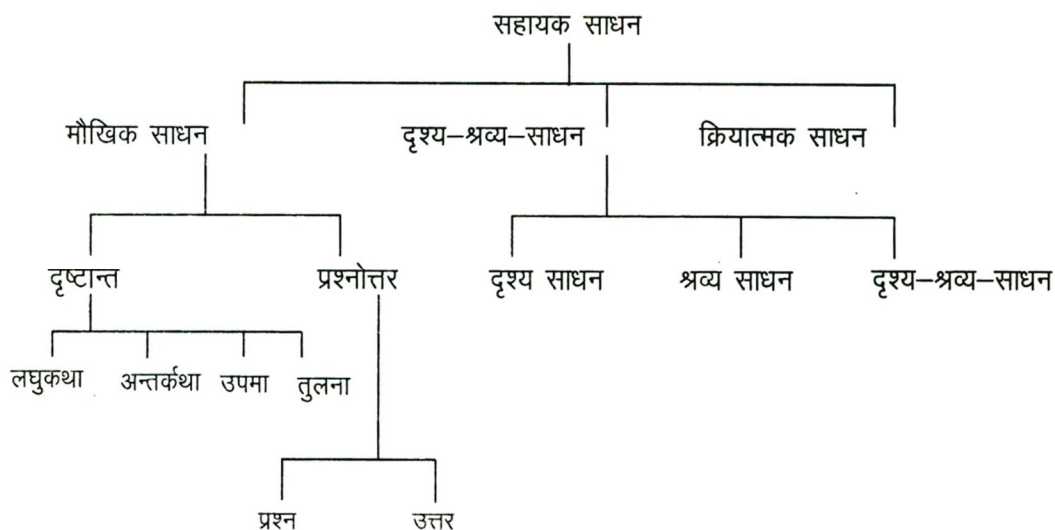 सहायक साधन
मौखिक साधन दृश्य–श्रव्य–साधन क्रियात्मक साधन
दृष्टान्त प्रश्नोत्तर दृश्य साधन श्रव्य साधन दृश्य–श्रव्य–साधन
लघुकथा अन्तर्कथा उपमा तुलना
प्रश्न उत्तर